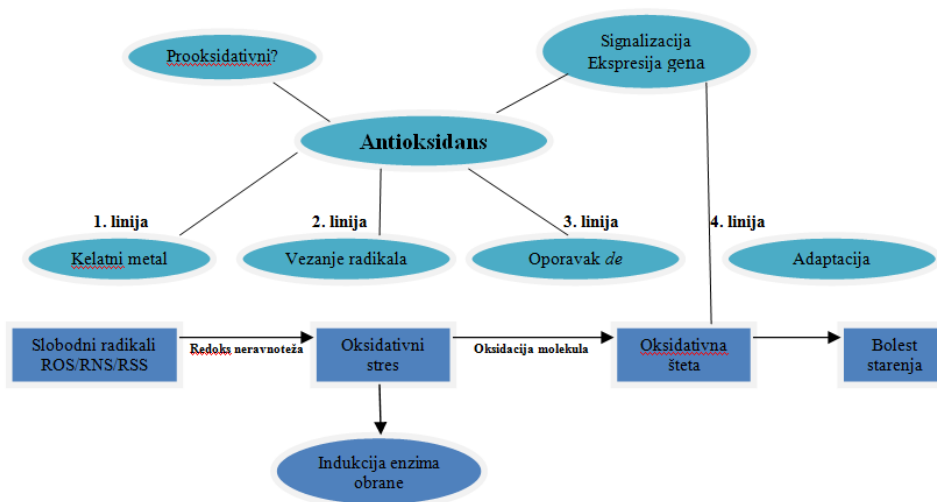 Prooksidativni?
Signalizacija
Ekspresija gena
Antioksidans
1. linija
2. linija
3. linija
4. linija
Kelatni metal
Vezanje radikala
Oporavak de
Adaptacija
Slobodni radikali
ROS/RNS/RSS
Redoks neravnoteža
Oksidativni
stres
Oksidacija molekula
Oksidativna
šteta
Bolest
starenja
Indukcija enzima
obrane